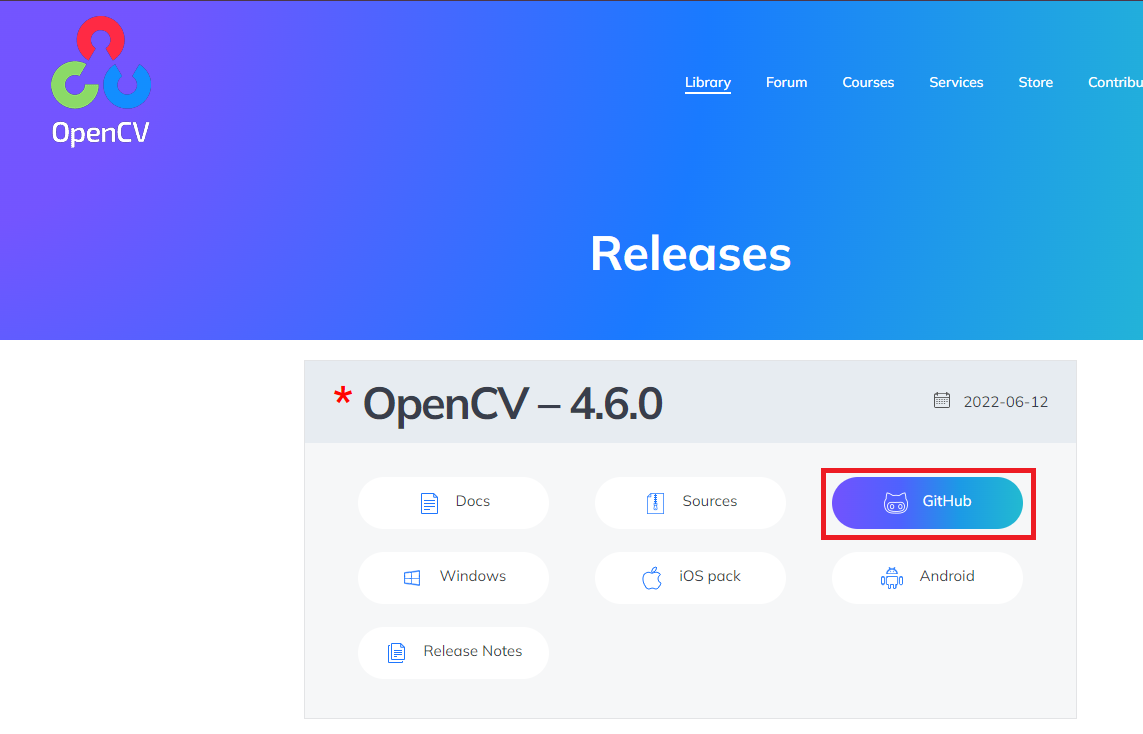 OpenCV
Library Forum Courses Services Store Contribu
Releases
* OpenCV – 4.6.0 2022-06-12
Docs Sources GitHub
Windows iOS pack Android
Release Notes